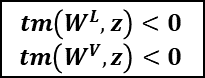 tm(W^L, z) < 0
tm(W^V, z) < 0